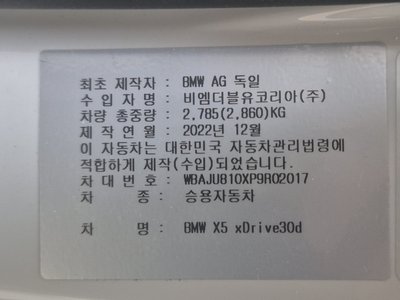 최초 제작자 : BMW AG 독일
수 입 자 명 : 비엠더블유코리아(주)
차량 총중량 : 2,785(2,860)KG
제 작 연 월 : 2022년 12월
이 자동차는 대한민국 자동차관리법령에
적합하게 제작(수입)되었습니다.
차 대 번 호 : WBAJU810XP9R02017
차 종 : 승용자동차
차 명 : BMW X5 xDrive30d